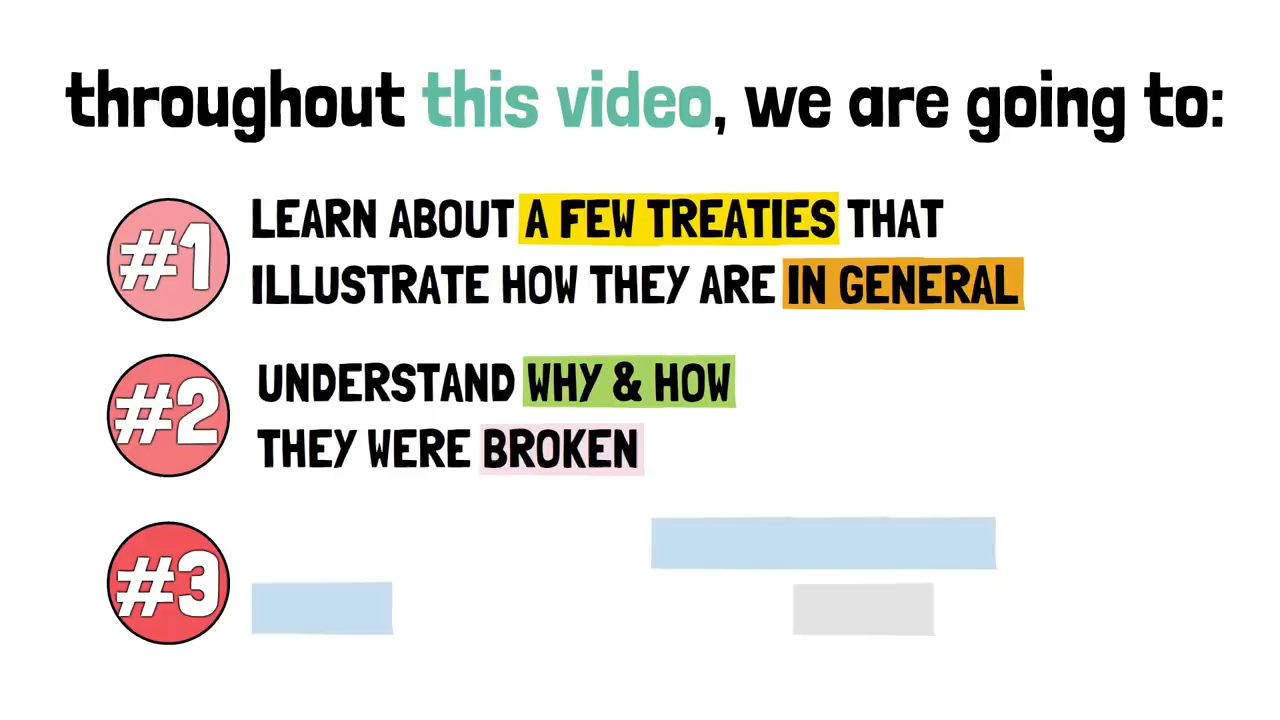 throughout this video, we are going to:
#1
LEARN ABOUT A FEW TREATIES THAT
ILLUSTRATE HOW THEY ARE IN GENERAL
#2
UNDERSTAND WHY & HOW
THEY WERE BROKEN
#3